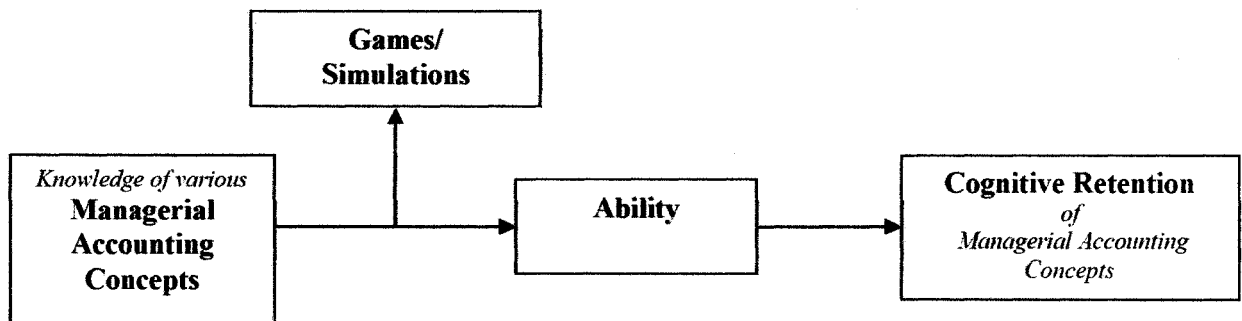 Games/
Simulations
Knowledge of various
Managerial
Accounting
Concepts
Ability
Cognitive Retention
of
Managerial Accounting
Concepts